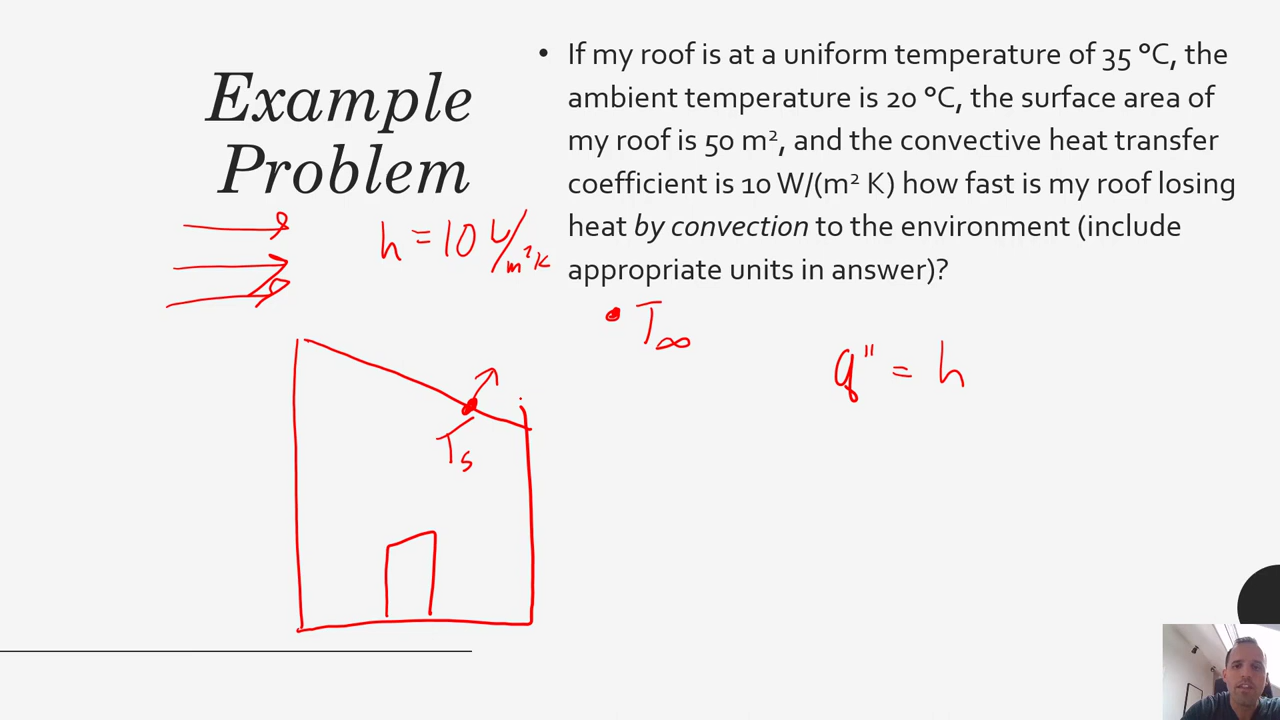 Example
Problem
• If my roof is at a uniform temperature of 35 °C, the
ambient temperature is 20 °C, the surface area of
my roof is 50 m², and the convective heat transfer
coefficient is 10 W/(m² K) how fast is my roof losing
heat by convection to the environment (include
appropriate units in answer)?
h = 10 W/m²K
T∞
q" = h
Ts